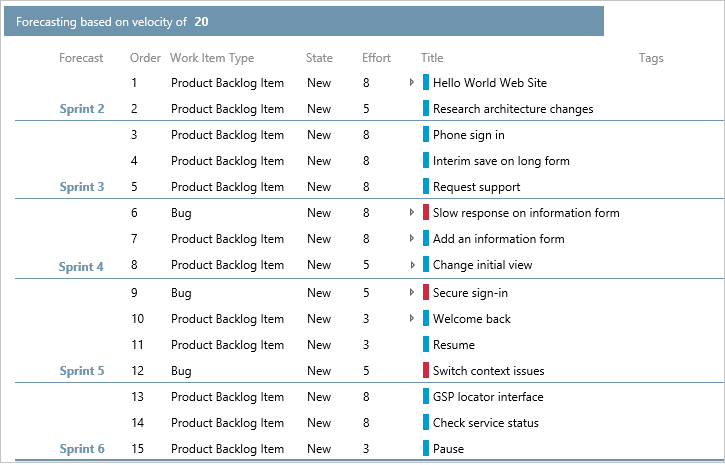 Forecasting based on velocity of 20
Forecast Order Work Item Type State Effort Title Tags
1 Product Backlog Item New 8 Hello World Web Site
Sprint 2 2 Product Backlog Item New 5 Research architecture changes
3 Product Backlog Item New 8 Phone sign in
4 Product Backlog Item New 8 Interim save on long form
Sprint 3 5 Product Backlog Item New 8 Request support
6 Bug New 8 Slow response on information form
7 Product Backlog Item New 8 Add an information form
Sprint 4 8 Product Backlog Item New 5 Change initial view
9 Bug New 5 Secure sign-in
10 Product Backlog Item New 3 Welcome back
11 Product Backlog Item New 3 Resume
Sprint 5 12 Bug New 5 Switch context issues
13 Product Backlog Item New 8 GSP locator interface
14 Product Backlog Item New 8 Check service status
Sprint 6 15 Product Backlog Item New 3 Pause